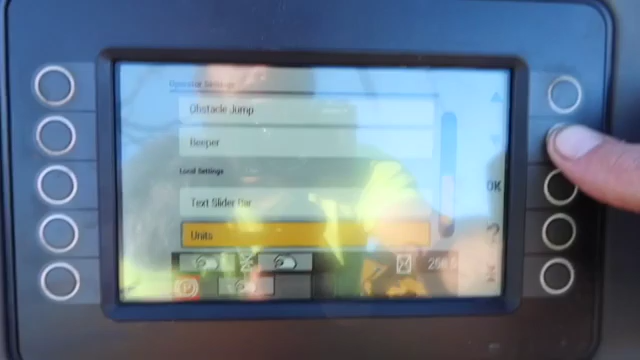 Operator Settings
Obstacle Jump
Beeper
Local Settings
Text Slider Bar
OK
Units